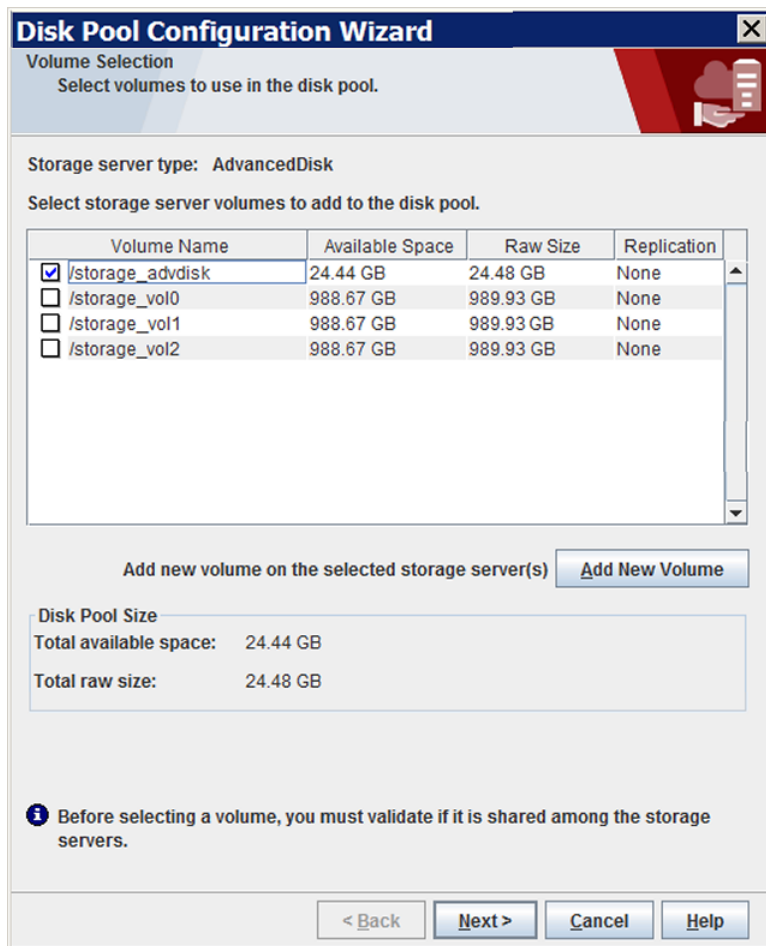 Disk Pool Configuration Wizard
Volume Selection
Select volumes to use in the disk pool.
Storage server type: AdvancedDisk
Select storage server volumes to add to the disk pool.
Volume Name Available Space Raw Size Replication
/storage_advdisk 24.44 GB 24.48 GB None
/storage_vol0 988.67 GB 989.93 GB None
/storage_vol1 988.67 GB 989.93 GB None
/storage_vol2 988.67 GB 989.93 GB None
Add new volume on the selected storage server(s) Add New Volume
Disk Pool Size
Total available space: 24.44 GB
Total raw size: 24.48 GB
Before selecting a volume, you must validate if it is shared among the storage
servers.
< Back Next > Cancel Help